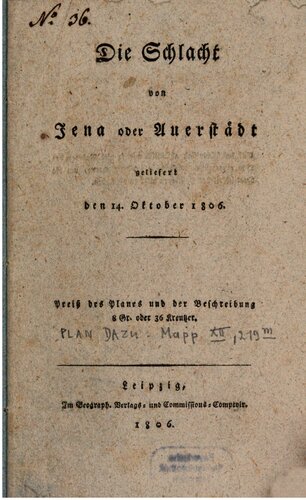 No. 36.
Die Schlacht
von
Jena oder Auerstädt
geliefert
den 14. Oktober 1806.
Preiß des Planes und der Beschreibung
8 Gr. oder 36 Kreutzer.
PLAN DAZU: Mapp XII, 219 m
Leipzig,
Im Geograph. Verlags- und Commissions-Comptoir.
1806.